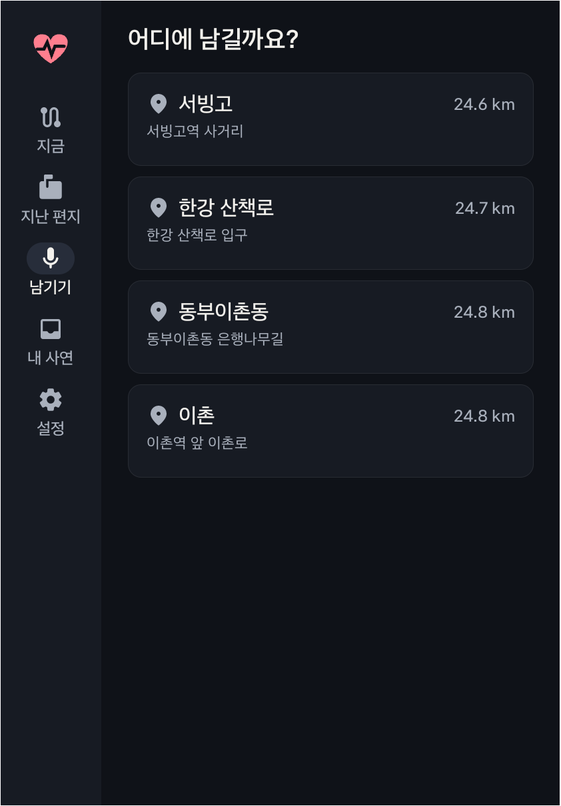 어디에 남길까요?
지금
지난 편지
남기기
내 사연
설정
서빙고 24.6 km
서빙고역 사거리
한강 산책로 24.7 km
한강 산책로 입구
동부이촌동 24.8 km
동부이촌동 은행나무길
이촌 24.8 km
이촌역 앞 이촌로